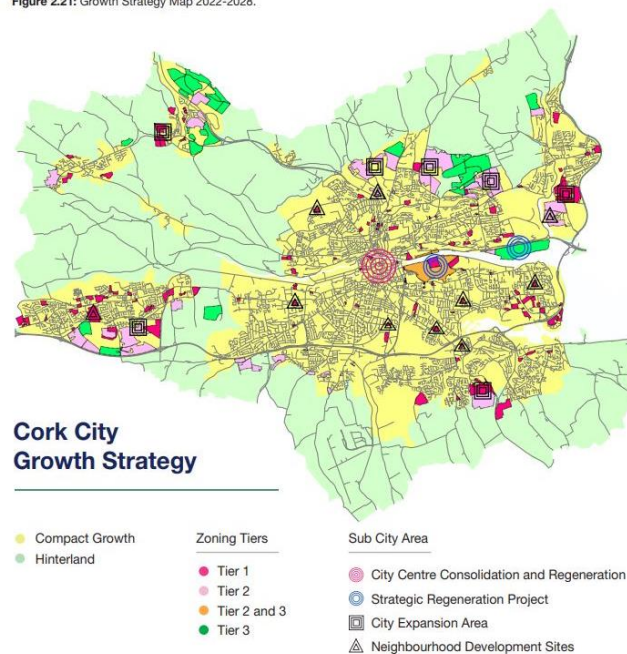 Figure 2.21: Growth Strategy Map 2022-2028.
Cork City
Growth Strategy
Compact Growth
Hinterland
Zoning Tiers
Tier 1
Tier 2
Tier 2 and 3
Tier 3
Sub City Area
City Centre Consolidation and Regeneration
Strategic Regeneration Project
City Expansion Area
Neighbourhood Development Sites